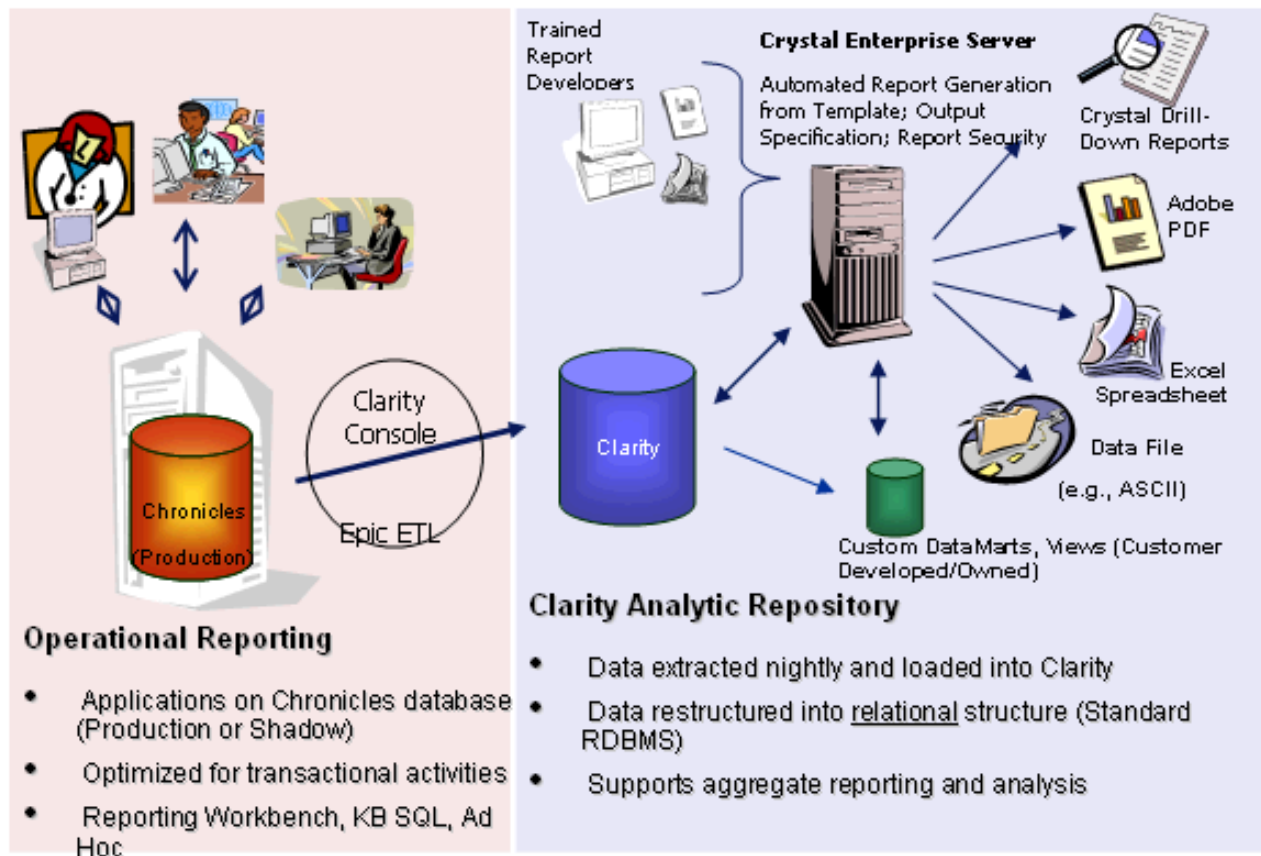 Chronicles
(Production)
Clarity
Console
Epic ETL
Operational Reporting
• Applications on Chronicles database
(Production or Shadow)
• Optimized for transactional activities
• Reporting Workbench, KB SQL, Ad
Hoc
Trained
Report
Developers
Crystal Enterprise Server
Automated Report Generation
from Template; Output
Specification; Report Security
Crystal Drill-
Down Reports
Adobe
PDF
Excel
Spreadsheet
Data File
(e.g., ASCII)
Clarity
Custom DataMarts, Views (Customer
Developed/Owned)
Clarity Analytic Repository
• Data extracted nightly and loaded into Clarity
• Data restructured into relational structure (Standard
RDBMS)
• Supports aggregate reporting and analysis